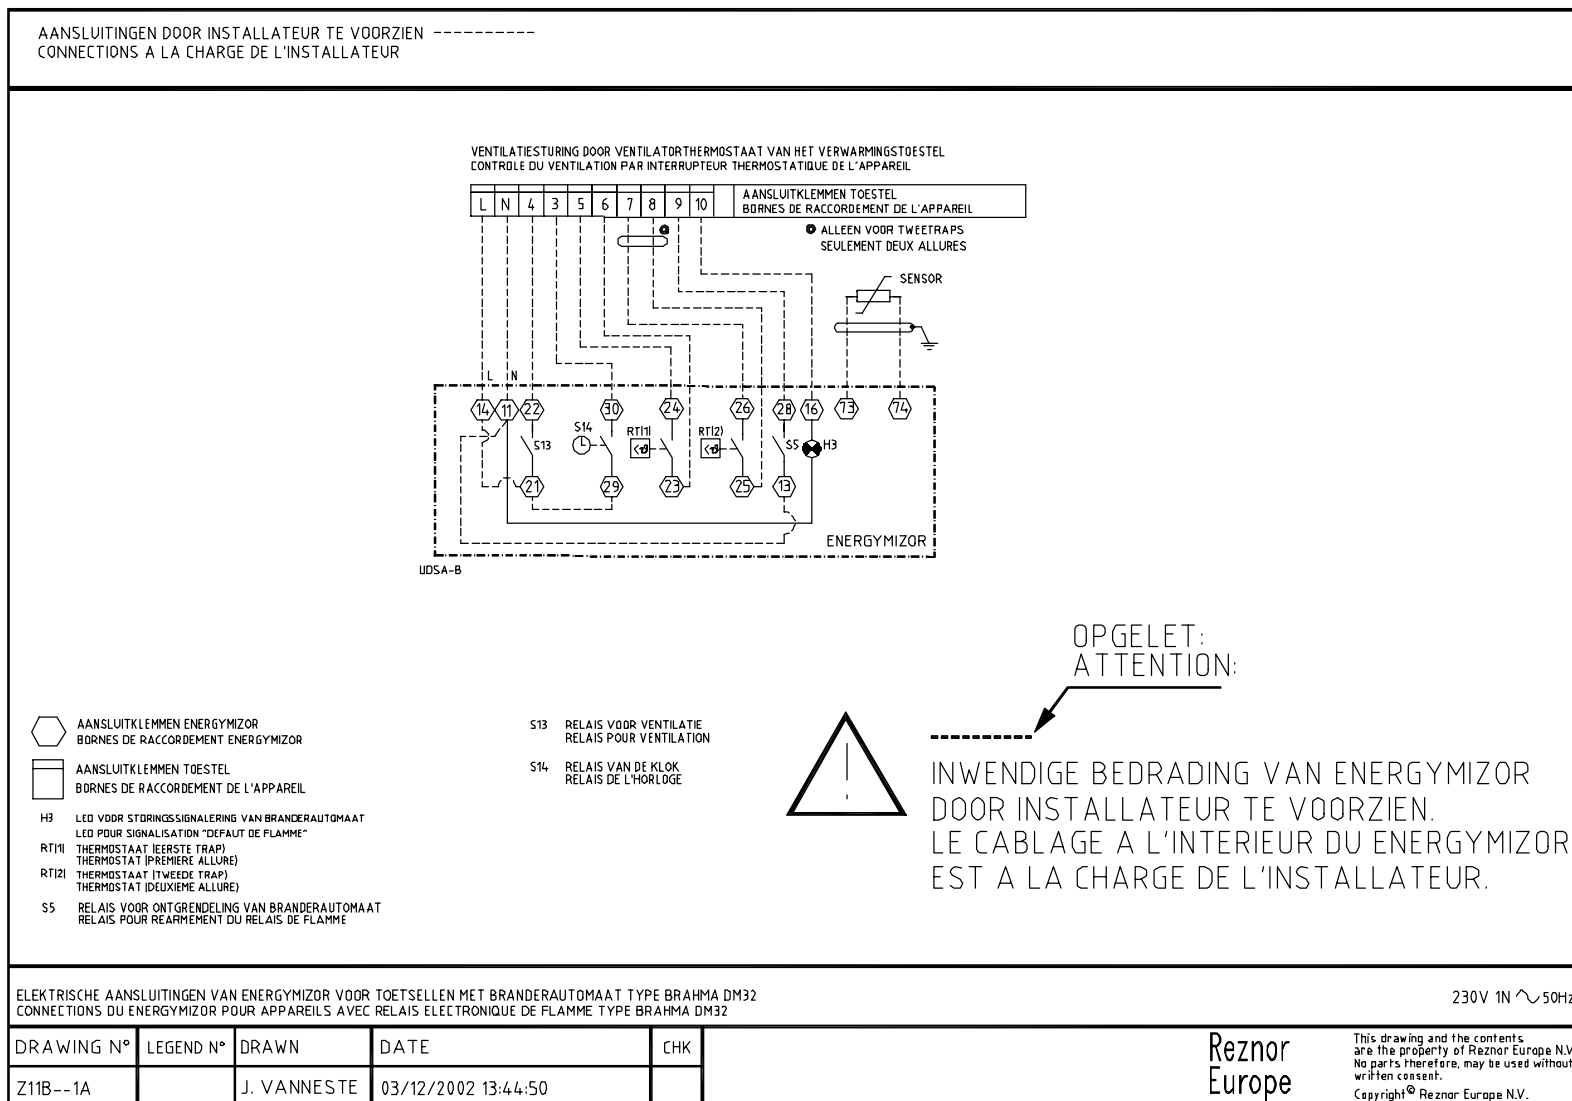 AANSLUITINGEN DOOR INSTALLATEUR TE VOORZIEN ----------
CONNECTIONS A LA CHARGE DE L'INSTALLATEUR
VENTILATIESTURING DOOR VENTILATORTHERMOSTAAT VAN HET VERWARMINGSTOESTEL
CONTROLE DU VENTILATION PAR INTERRUPTEUR THERMOSTATIQUE DE L'APPAREIL
L N 4 3 5 6 7 8 9 10
AANSLUITKLEMMEN TOESTEL
BORNES DE RACCORDEMENT DE L'APPAREIL
ALLEEN VOOR TWEETRAPS
SEULEMENT DEUX ALLURES
SENSOR
L N
14 11 22 30 24 26 28 16 73 74
S13 S14 RT(1) RT(2) S5 H3
21 29 23 25 13
ENERGYMIZOR
UDSA-B
OPGELET:
ATTENTION:
INWENDIGE BEDRADING VAN ENERGYMIZOR
DOOR INSTALLATEUR TE VOORZIEN.
LE CABLAGE A L'INTERIEUR DU ENERGYMIZOR
EST A LA CHARGE DE L'INSTALLATEUR.
AANSLUITKLEMMEN ENERGYMIZOR
BORNES DE RACCORDEMENT ENERGYMIZOR
AANSLUITKLEMMEN TOESTEL
BORNES DE RACCORDEMENT DE L'APPAREIL
H3 LED VOOR STORINGSSIGNALERING VAN BRANDERAUTOMAAT
LED POUR SIGNALISATION "DEFAUT DE FLAMME"
RT(1) THERMOSTAAT (EERSTE TRAP)
THERMOSTAT (PREMIERE ALLURE)
RT(2) THERMOSTAAT (TWEEDE TRAP)
THERMOSTAT (DEUXIEME ALLURE)
S5 RELAIS VOOR ONTGRENDELING VAN BRANDERAUTOMAAT
RELAIS POUR REARMEMENT DU RELAIS DE FLAMME
S13 RELAIS VOOR VENTILATIE
RELAIS POUR VENTILATION
S14 RELAIS VAN DE KLOK
RELAIS DE L'HORLOGE
ELEKTRISCHE AANSLUITINGEN VAN ENERGYMIZOR VOOR TOETSELLEN MET BRANDERAUTOMAAT TYPE BRAHMA DM32
CONNECTIONS DU ENERGYMIZOR POUR APPAREILS AVEC RELAIS ELECTRONIQUE DE FLAMME TYPE BRAHMA DM32
230V 1N ~ 50Hz
DRAWING N° LEGEND N° DRAWN DATE CHK
Z11B--1A J. VANNESTE 03/12/2002 13:44:50
Reznor
Europe
This drawing and the contents
are the property of Reznor Europe N.V
No parts therefore, may be used without
written consent.
Copyright© Reznor Europe N.V.